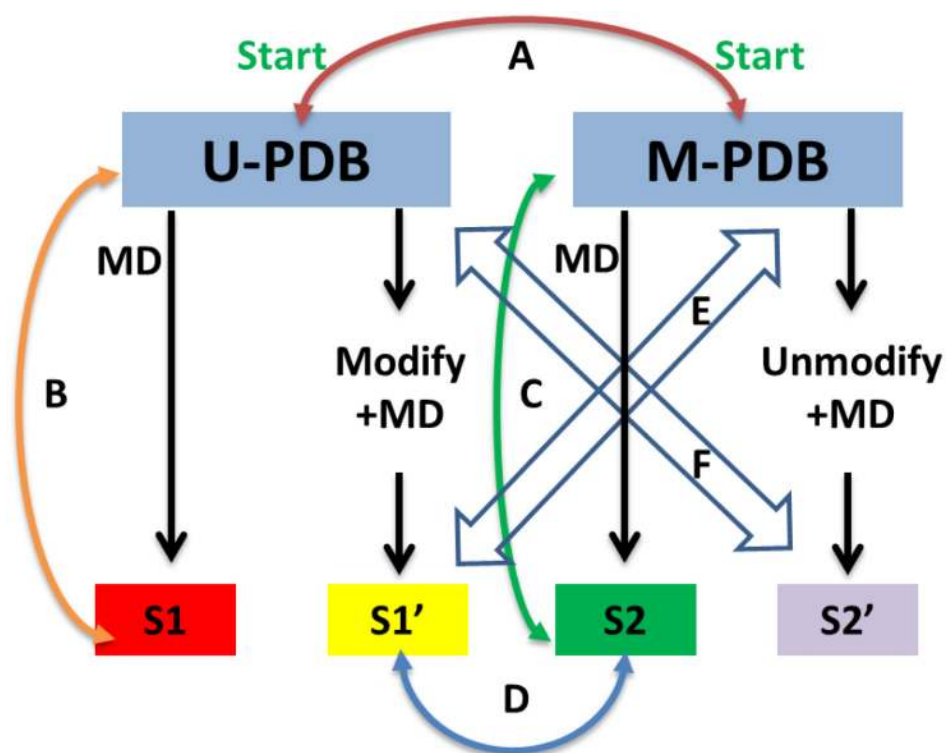 Start
A
Start
U-PDB
M-PDB
MD
MD
E
Modify
+MD
Unmodify
+MD
B
C
F
S1
S1’
S2
S2’
D